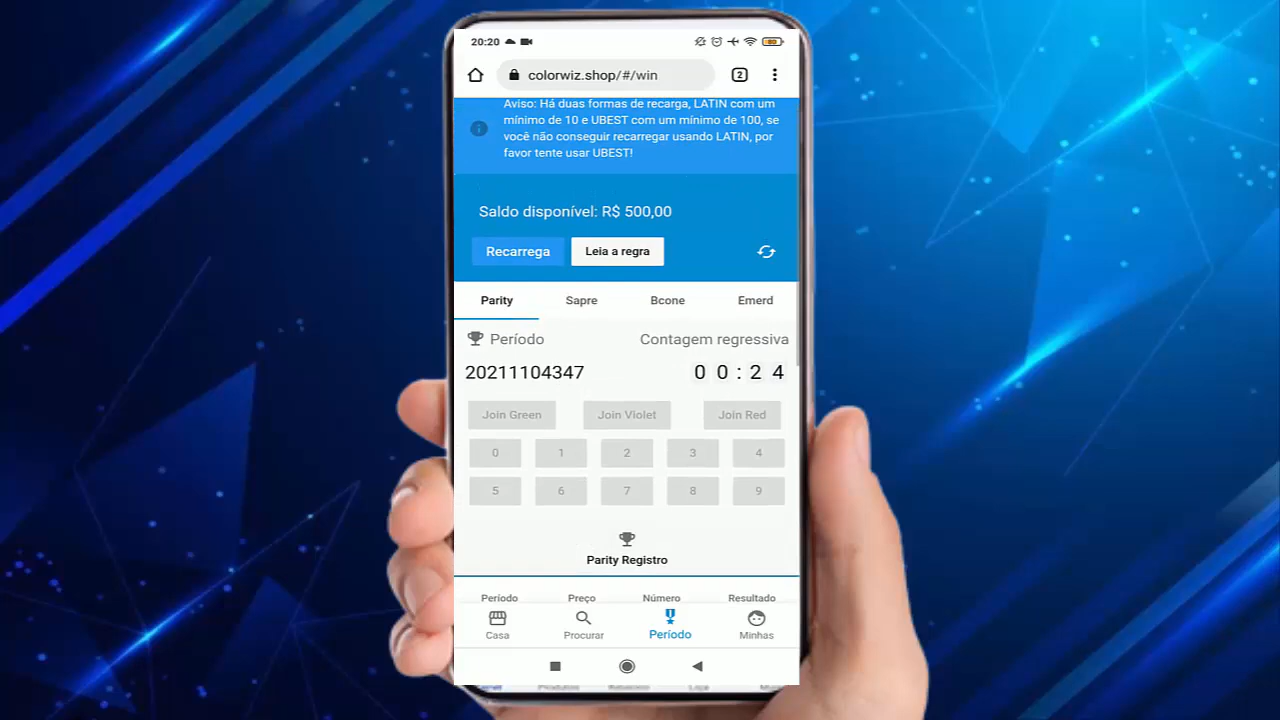 20:20
80
colorwiz.shop/#/win
2
Aviso: Há duas formas de recarga, LATIN com um
mínimo de 10 e UBEST com um mínimo de 100, se
você não conseguir recarregar usando LATIN, por
favor tente usar UBEST!
Saldo disponível: R$ 500,00
Recarrega
Leia a regra
Parity
Sapre
Bcone
Emerd
Período
Contagem regressiva
20211104347
00:24
Join Green
Join Violet
Join Red
0
1
2
3
4
5
6
7
8
9
Parity Registro
Período
Preço
Número
Resultado
Casa
Procurar
Período
Minhas